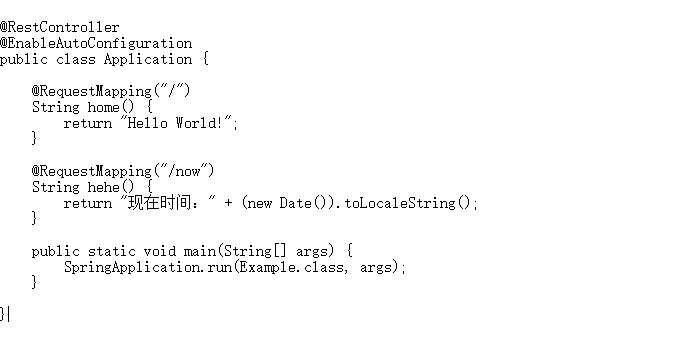 @RestController
@EnableAutoConfiguration
public class Application {
@RequestMapping("/")
String home() {
return "Hello World!";
}
@RequestMapping("/now")
String hehe() {
return "现在时间：" + (new Date()).toLocaleString();
}
public static void main(String[] args) {
SpringApplication.run(Example.class, args);
}
}